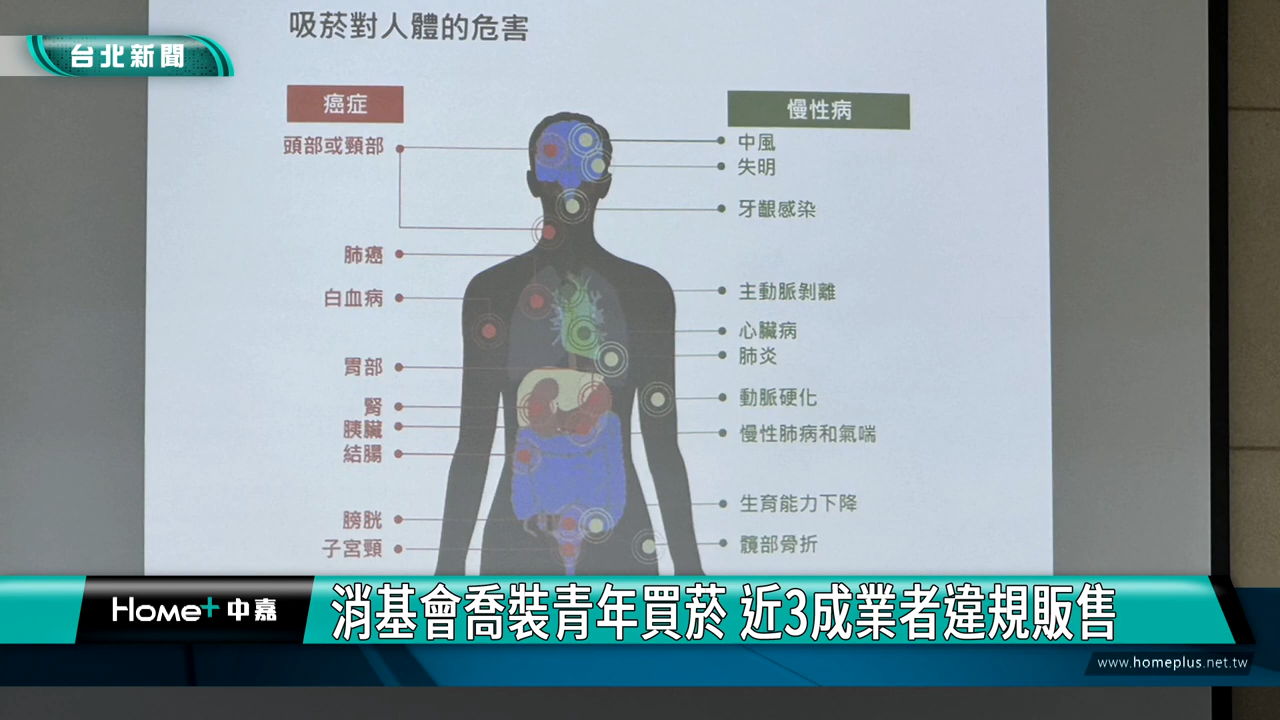 吸菸對人體的危害
台北新聞
癌症
頭部或頸部
肺癌
白血病
胃部
腎
胰臟
結腸
膀胱
子宮頸
慢性病
中風
失明
牙齦感染
主動脈剝離
心臟病
肺炎
動脈硬化
慢性肺病和氣喘
生育能力下降
髖部骨折
Home+中嘉
消基會喬裝青年買菸 近3成業者違規販售
www.homeplus.net.tw